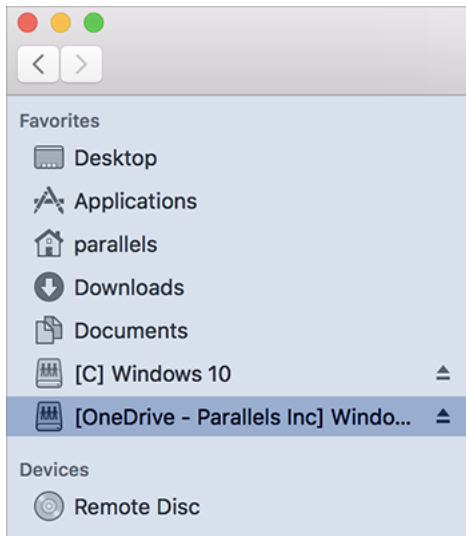 Favorites
Desktop
Applications
parallels
Downloads
Documents
[C] Windows 10
[OneDrive - Parallels Inc] Windo...
Devices
Remote Disc